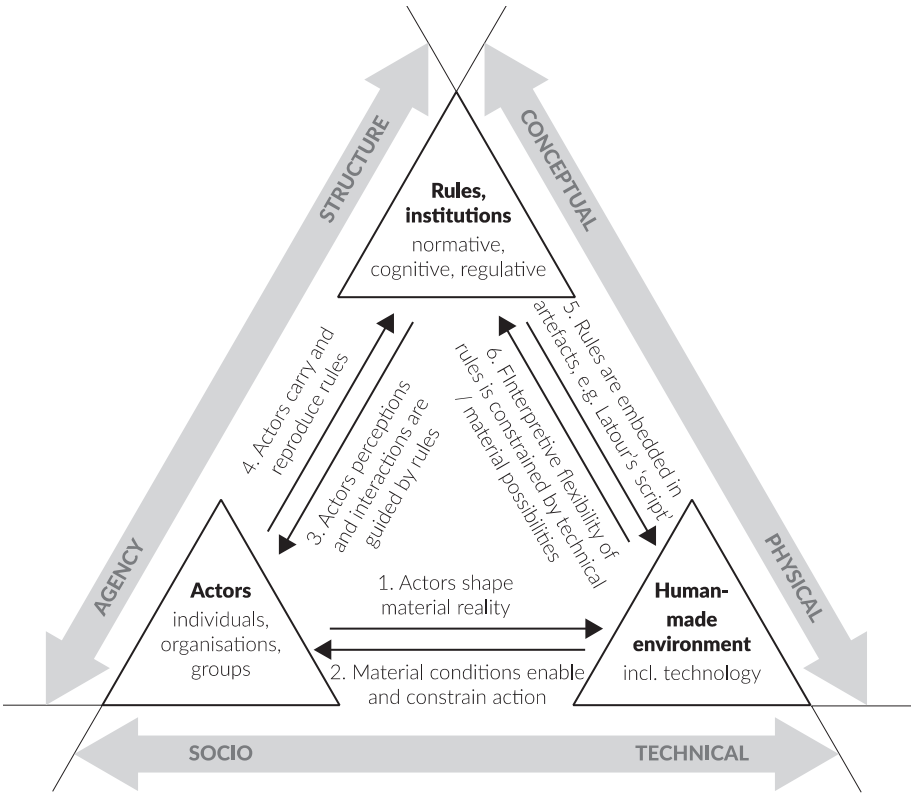 STRUCTURE
CONCEPTUAL
Rules,
institutions
normative,
cognitive, regulative
4. Actors carry and
reproduce rules
3. Actors perceptions
and interactions are
guided by rules
6. FInterpretive flexibility of
rules is constrained by technical
/ material possibilities
5. Rules are embedded in
artefacts, e.g. Latour's 'script'
AGENCY
PHYSICAL
Actors
individuals,
organisations,
groups
1. Actors shape
material reality
2. Material conditions enable
and constrain action
Human-
made
environment
incl. technology
SOCIO
TECHNICAL